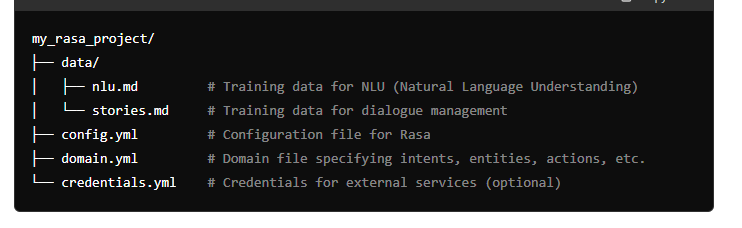 my_rasa_project/
├── data/
│   ├── nlu.md         # Training data for NLU (Natural Language Understanding)
│   └── stories.md     # Training data for dialogue management
├── config.yml         # Configuration file for Rasa
├── domain.yml         # Domain file specifying intents, entities, actions, etc.
└── credentials.yml    # Credentials for external services (optional)